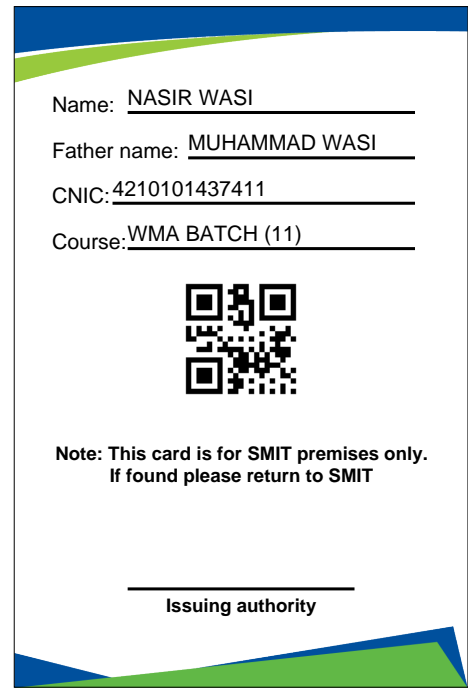 Name: NASIR WASI
Father name: MUHAMMAD WASI
CNIC: 4210101437411
Course: WMA BATCH (11)
Note: This card is for SMIT premises only.
If found please return to SMIT
Issuing authority